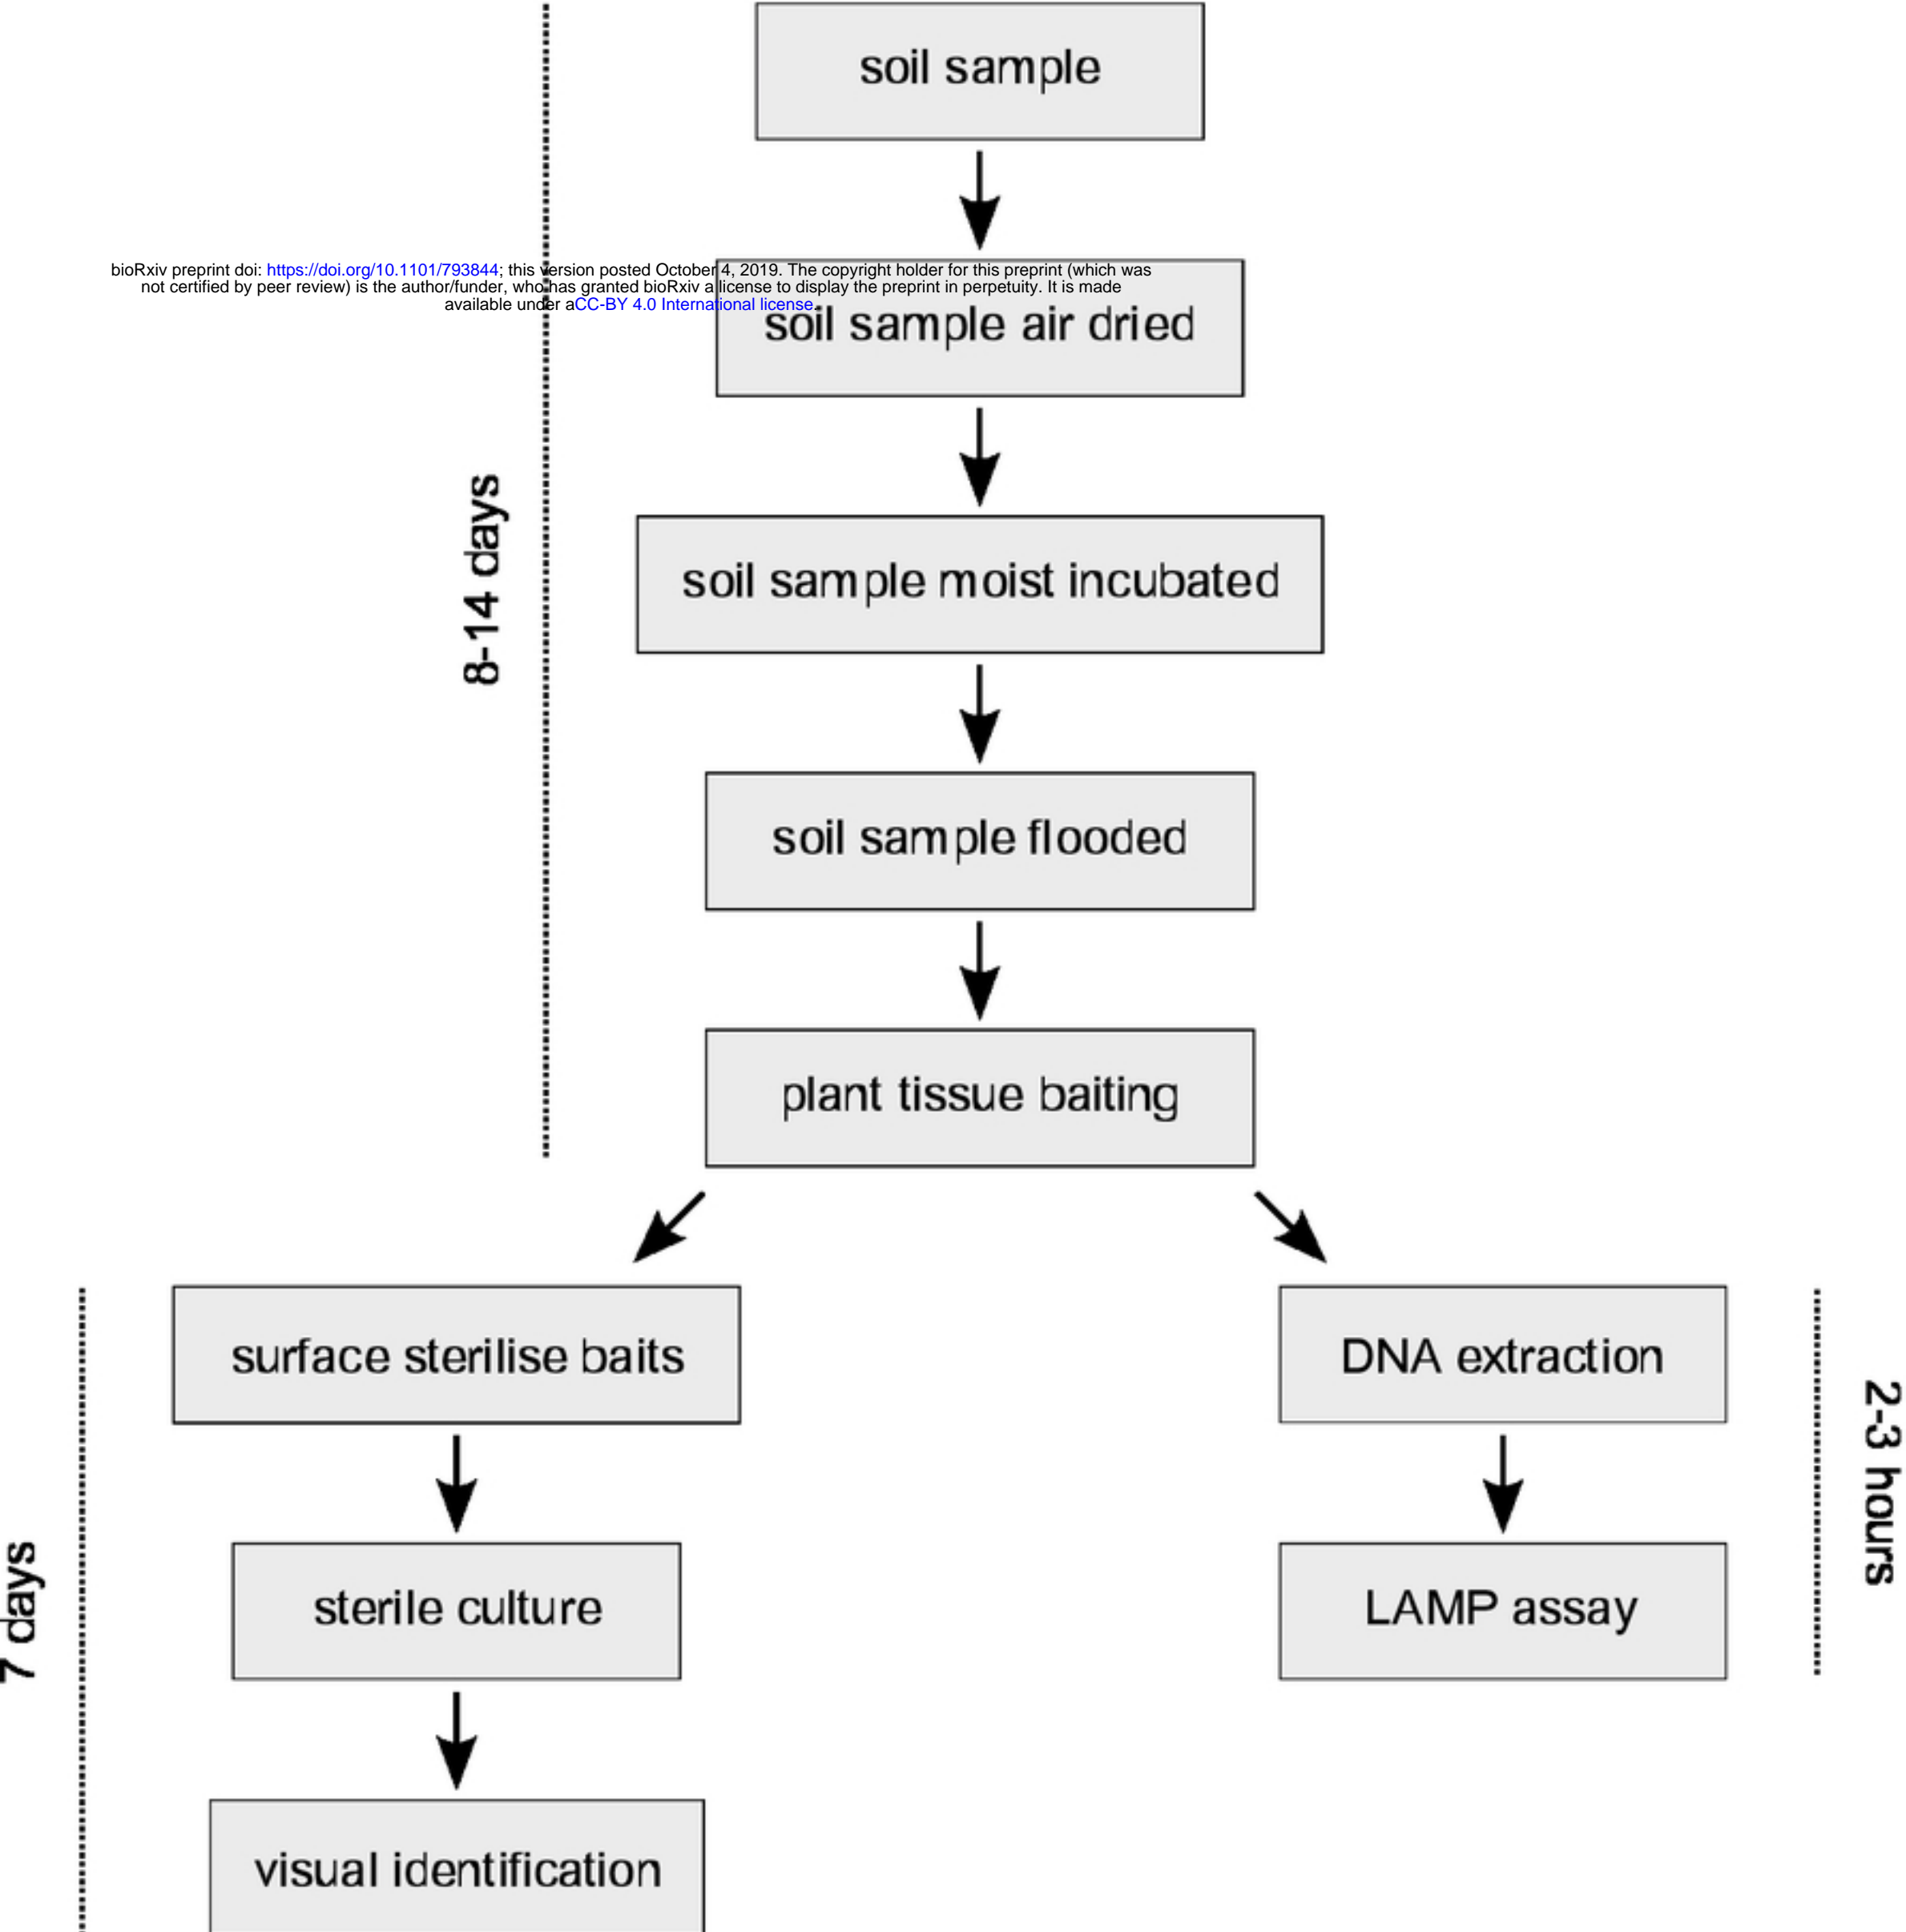 soil sample
bioRxiv preprint doi: https://doi.org/10.1101/793844; this version posted October 4, 2019. The copyright holder for this preprint (which was
not certified by peer review) is the author/funder, who has granted bioRxiv a license to display the preprint in perpetuity. It is made
available under aCC-BY 4.0 International license.
soil sample air dried
8-14 days
soil sample moist incubated
soil sample flooded
plant tissue baiting
surface sterilise baits
DNA extraction
2-3 hours
7 days
sterile culture
LAMP assay
visual identification